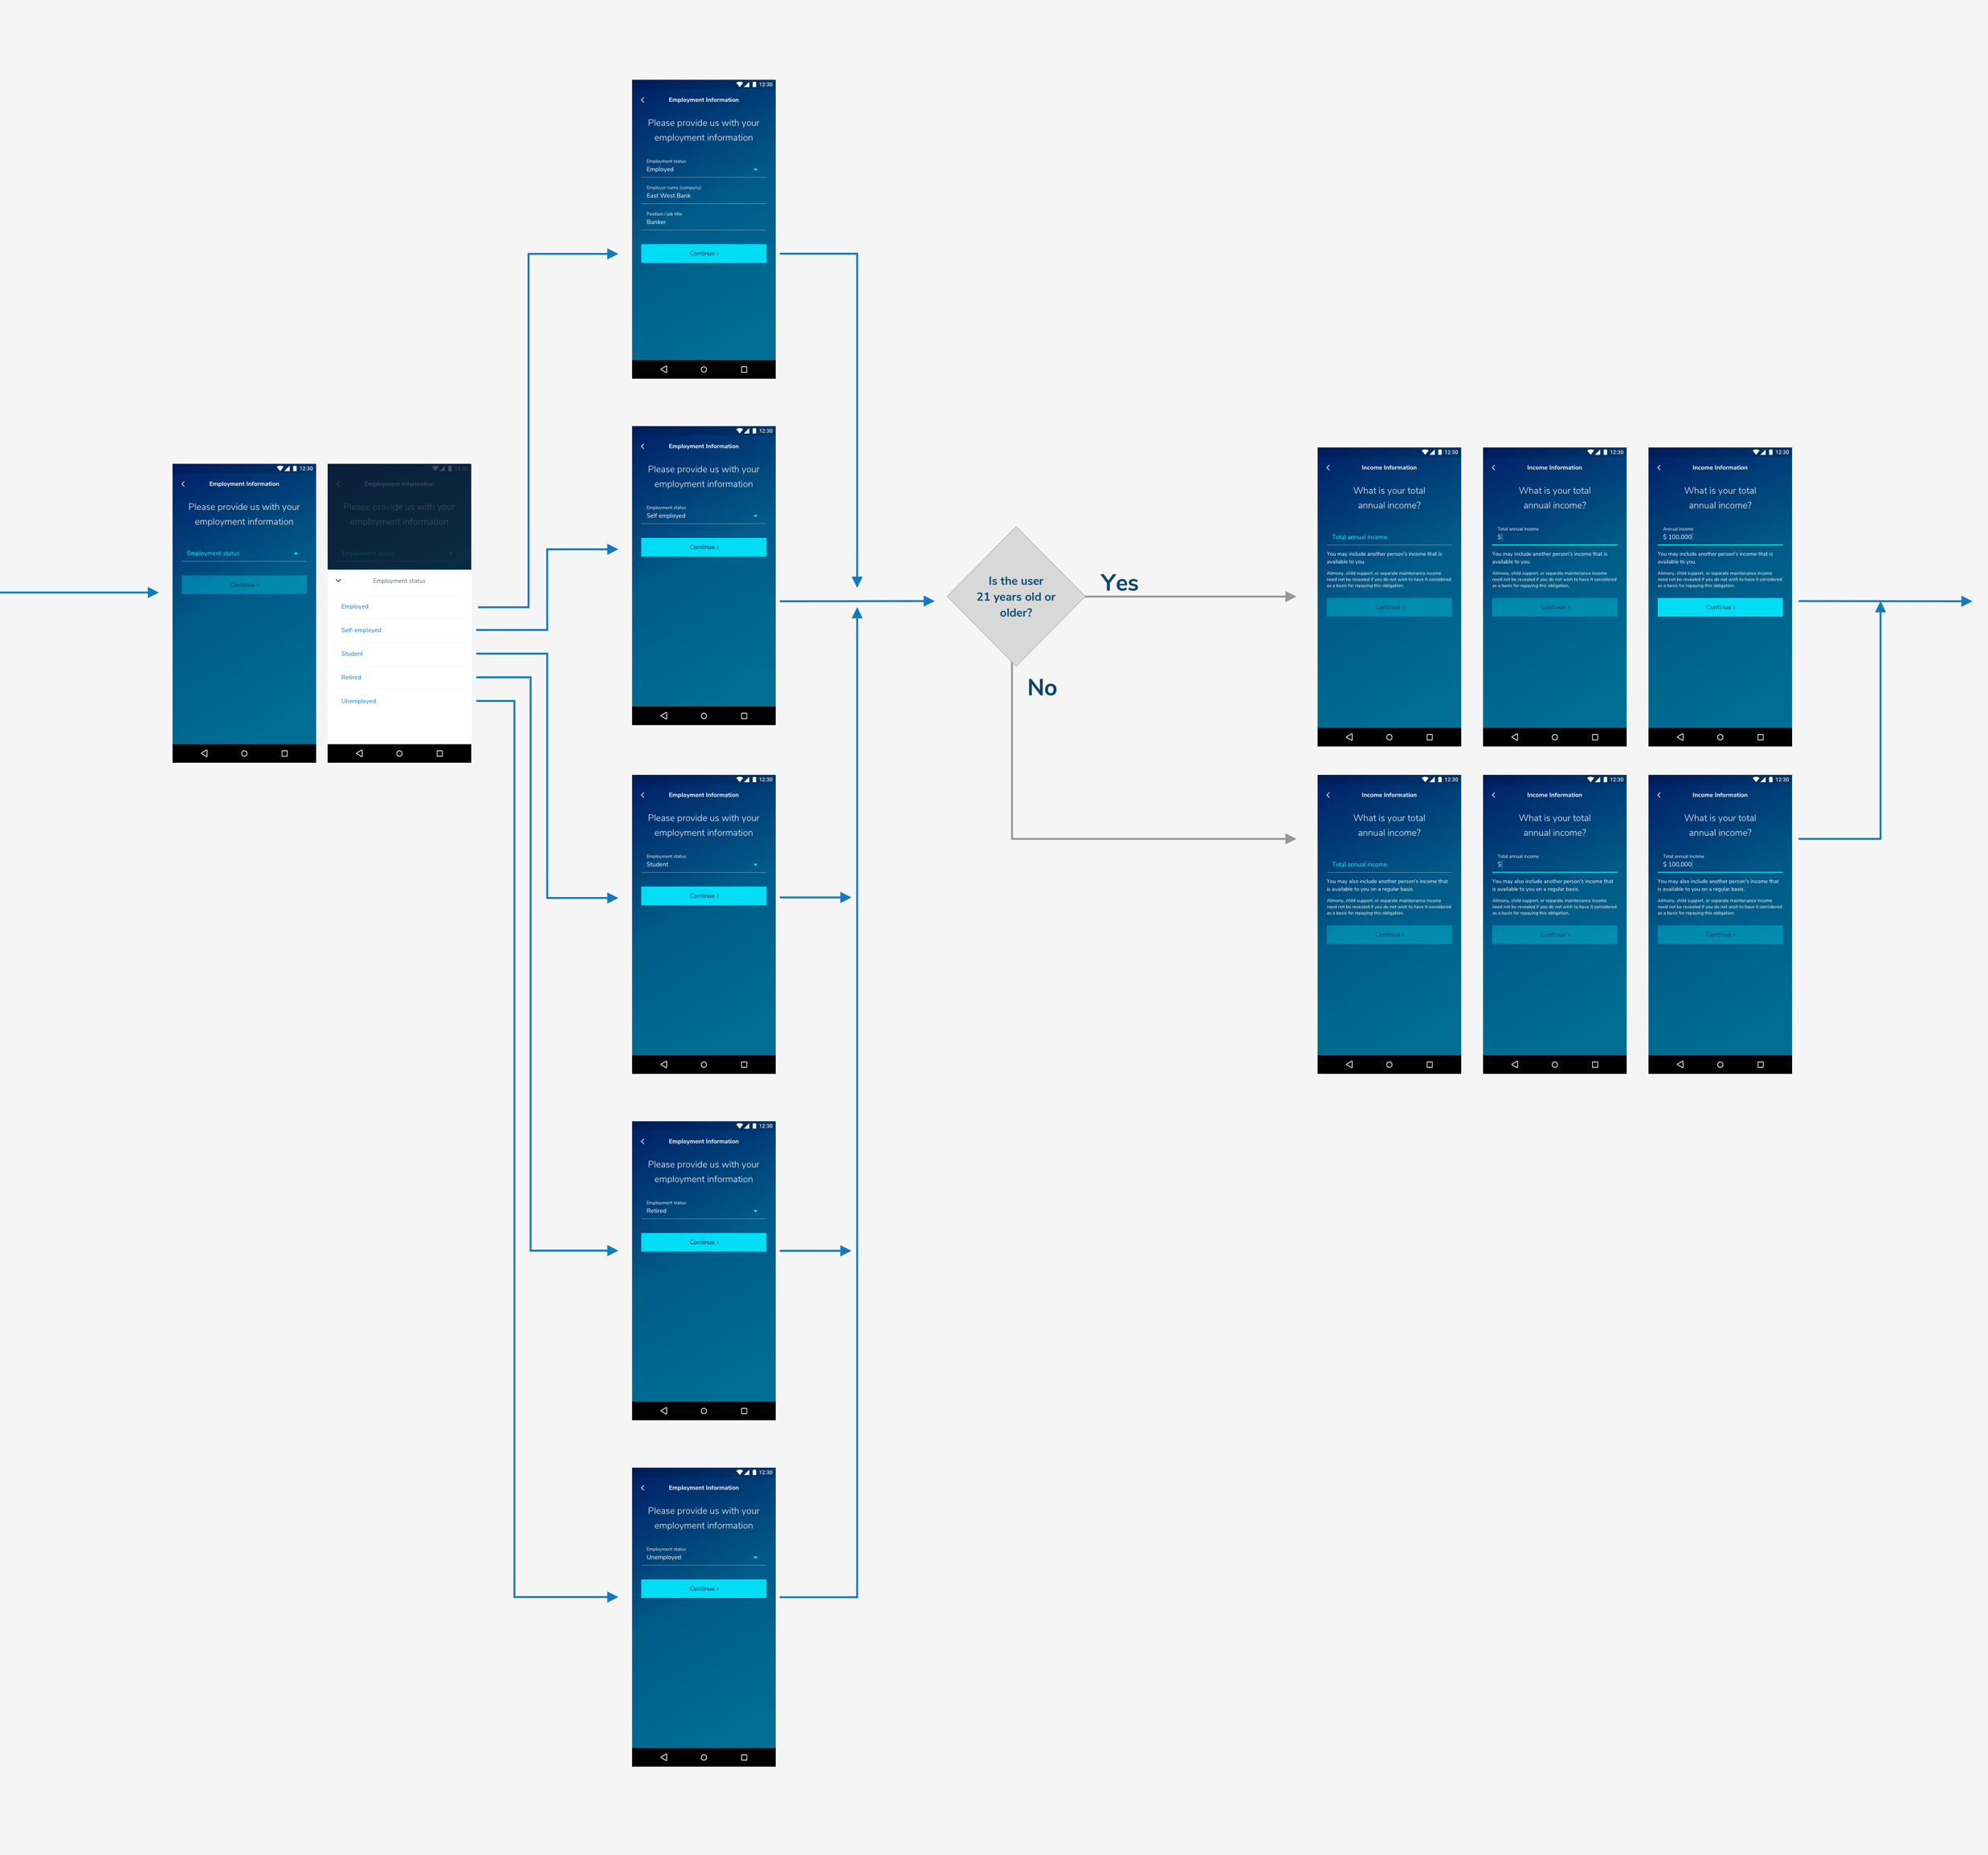 12:30
Employment Information
Please provide us with your
employment information
Employment status
Continue
12:30
Employment Information
Please provide us with your
employment information
Employment status
Employment status
Employed
Self-employed
Student
Retired
Unemployed
12:30
Employment Information
Please provide us with your
employment information
Employment status
Employed
Employer name (company)
East West Bank
Position / job title
Banker
Continue
12:30
Employment Information
Please provide us with your
employment information
Employment status
Self employed
Continue
12:30
Employment Information
Please provide us with your
employment information
Employment status
Student
Continue
12:30
Employment Information
Please provide us with your
employment information
Employment status
Retired
Continue
12:30
Employment Information
Please provide us with your
employment information
Employment status
Unemployed
Continue
Is the user
21 years old or
older?
Yes
No
12:30
Income Information
What is your total
annual income?
Total annual income
You may include another person's income that is
available to you.
Alimony, child support, or separate maintenance income
need not be revealed if you do not wish to have it considered
as a basis for repaying this obligation.
Continue
12:30
Income Information
What is your total
annual income?
Total annual income
$
You may include another person's income that is
available to you.
Alimony, child support, or separate maintenance income
need not be revealed if you do not wish to have it considered
as a basis for repaying this obligation.
Continue
12:30
Income Information
What is your total
annual income?
Annual income
$ 100,000
You may include another person's income that is
available to you.
Alimony, child support, or separate maintenance income
need not be revealed if you do not wish to have it considered
as a basis for repaying this obligation.
Continue
12:30
Income Information
What is your total
annual income?
Total annual income
You may also include another person's income that
is available to you on a regular basis.
Alimony, child support, or separate maintenance income
need not be revealed if you do not wish to have it considered
as a basis for repaying this obligation.
Continue
12:30
Income Information
What is your total
annual income?
Total annual income
$
You may also include another person's income that
is available to you on a regular basis.
Alimony, child support, or separate maintenance income
need not be revealed if you do not wish to have it considered
as a basis for repaying this obligation.
Continue
12:30
Income Information
What is your total
annual income?
Total annual income
$ 100,000
You may also include another person's income that
is available to you on a regular basis.
Alimony, child support, or separate maintenance income
need not be revealed if you do not wish to have it considered
as a basis for repaying this obligation.
Continue